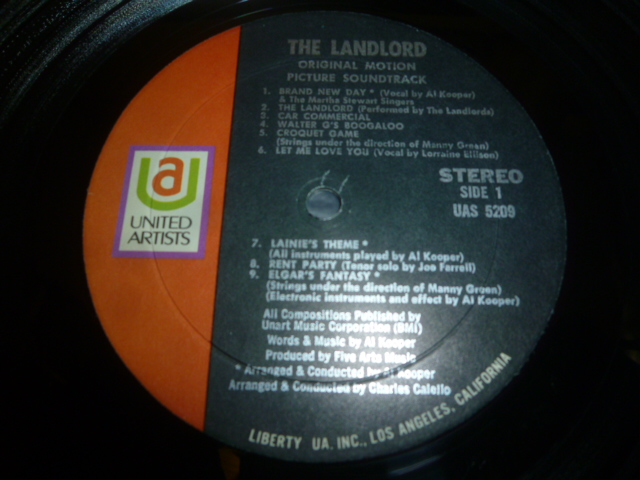 THE LANDLORD
ORIGINAL MOTION
PICTURE SOUNDTRACK
1. BRAND NEW DAY * (Vocal by Al Kooper)
& The Martha Stewart Singers
2. THE LANDLORD (Performed by The Landlords)
3. CAR COMMERCIAL
4. WALTER G'S BOOGALOO
5. CROQUET GAME
(Strings under the direction of Manny Green)
6. LET ME LOVE YOU (Vocal by Lorraine Ellison)
STEREO
SIDE 1
UAS 5209
ua
UNITED
ARTISTS
7. LAINIE'S THEME *
(All instruments played by Al Kooper)
8. RENT PARTY (Tenor solo by Joe Farrell)
9. ELGAR'S FANTASY *
(Strings under the direction of Manny Green)
(Electronic instruments and effect by Al Kooper)
All Compositions Published by
Unart Music Corporation (BMI)
Words & Music by Al Kooper
Produced by Five Arts Music
* Arranged & Conducted by Al Kooper
Arranged & Conducted by Charles Calello
LIBERTY UA, INC., LOS ANGELES, CALIFORNIA